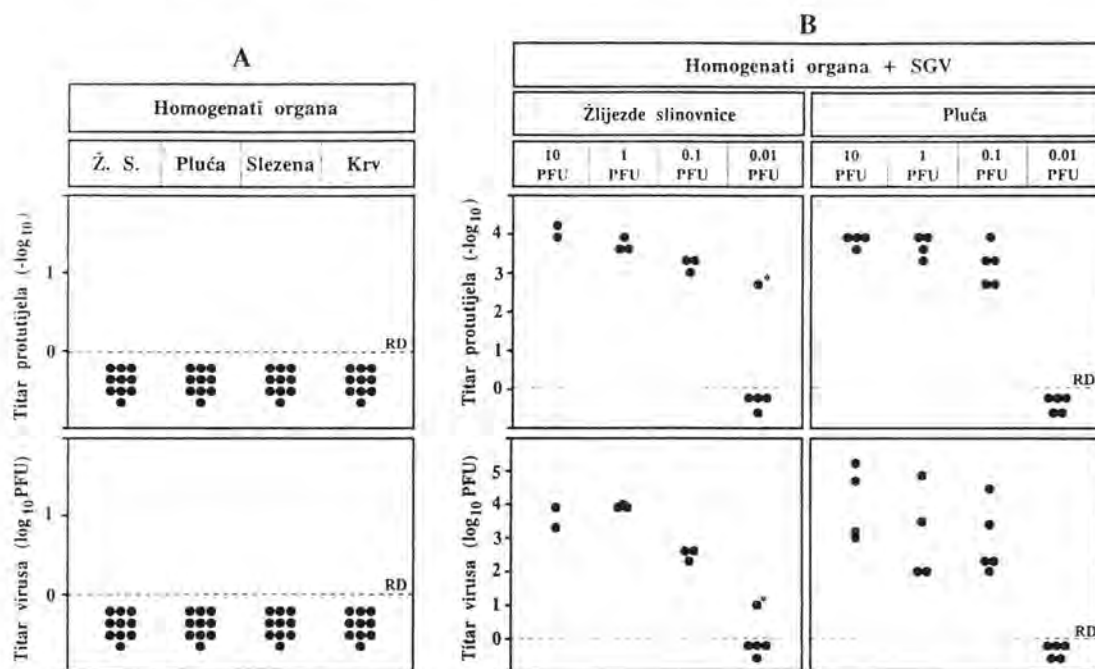 A
Homogenati organa
Ž. S. Pluća Slezena Krv
Titar protutijela (-log10)
1
0
RD
Titar virusa (log10PFU)
1
0
RD
B
Homogenati organa + SGV
Žlijezde slinovnice Pluća
10 1 0.1 0.01 10 1 0.1 0.01
PFU PFU PFU PFU PFU PFU PFU PFU
Titar protutijela (-log10)
4
3
2
1
0
*
RD
Titar virusa (log10PFU)
5
4
3
2
1
0
*
RD